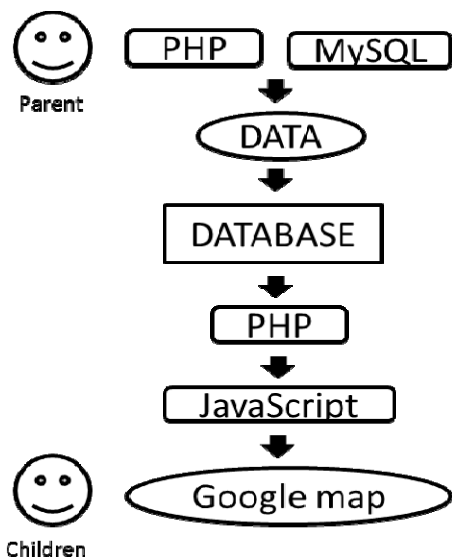 PHP MySQL
Parent
DATA
DATABASE
PHP
JavaScript
Google map
Children